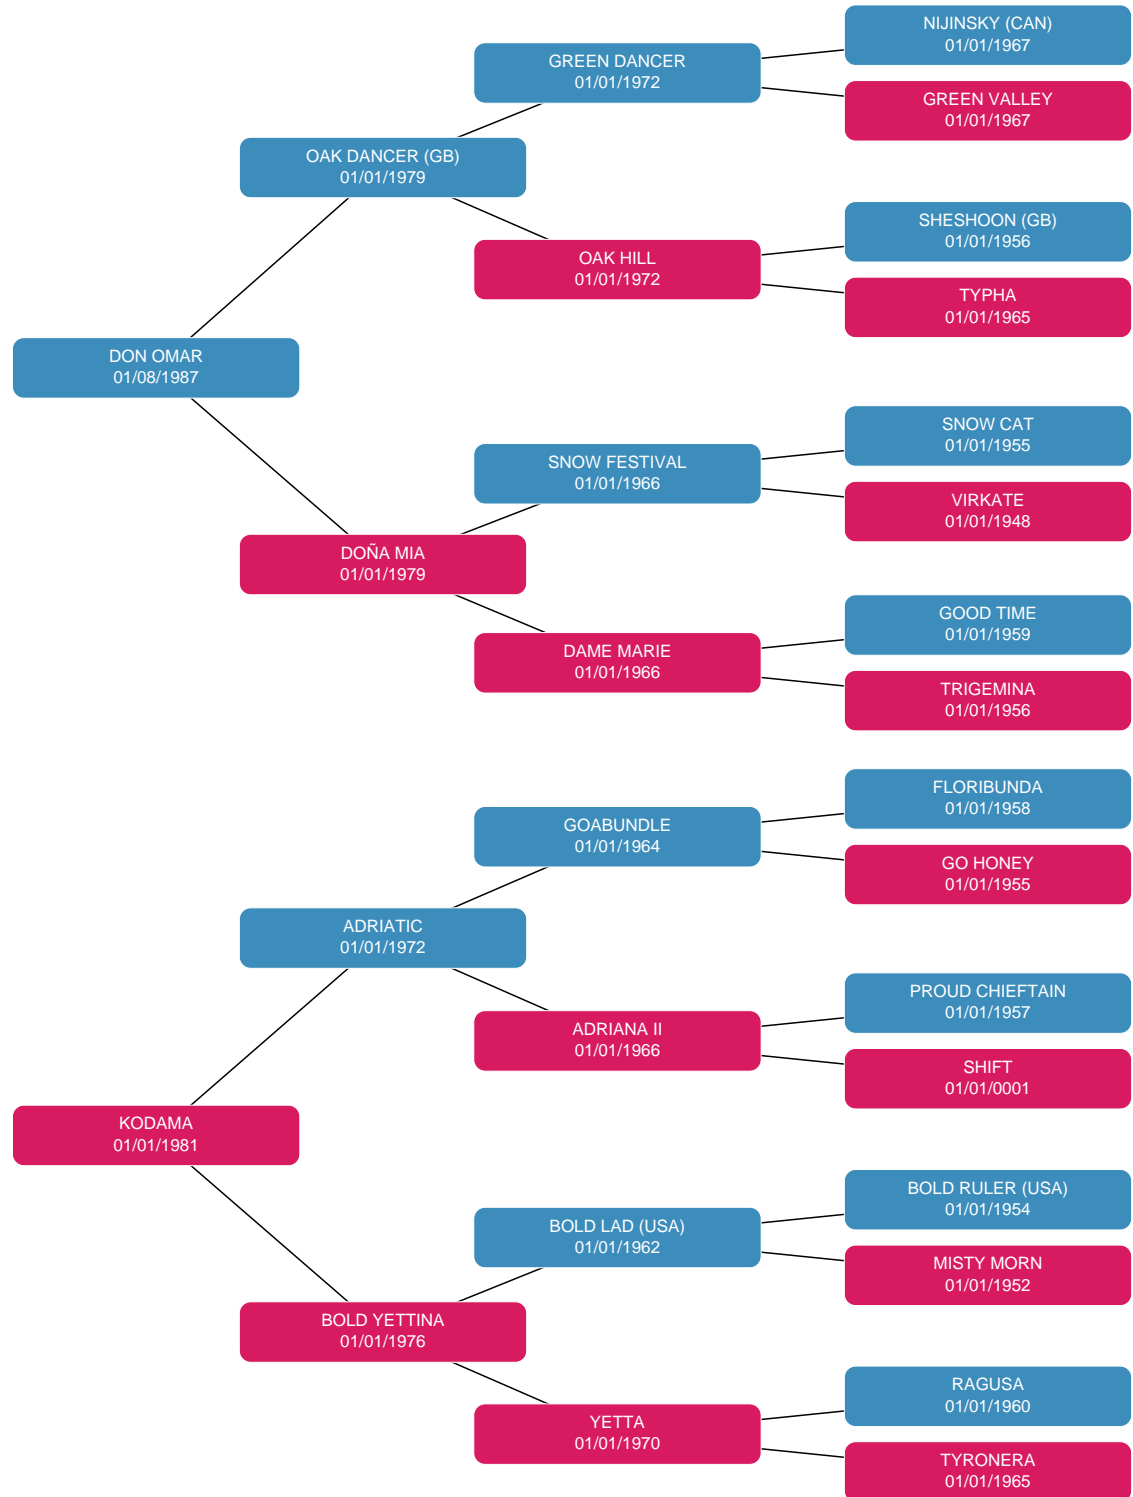 NIJINSKY (CAN)
01/01/1967
GREEN DANCER
01/01/1972
GREEN VALLEY
01/01/1967
OAK DANCER (GB)
01/01/1979
SHESHOON (GB)
01/01/1956
OAK HILL
01/01/1972
TYPHA
01/01/1965
DON OMAR
01/08/1987
SNOW CAT
01/01/1955
SNOW FESTIVAL
01/01/1966
VIRKATE
01/01/1948
DOÑA MIA
01/01/1979
GOOD TIME
01/01/1959
DAME MARIE
01/01/1966
TRIGEMINA
01/01/1956
FLORIBUNDA
01/01/1958
GOABUNDLE
01/01/1964
GO HONEY
01/01/1955
ADRIATIC
01/01/1972
PROUD CHIEFTAIN
01/01/1957
ADRIANA II
01/01/1966
SHIFT
01/01/0001
KODAMA
01/01/1981
BOLD RULER (USA)
01/01/1954
BOLD LAD (USA)
01/01/1962
MISTY MORN
01/01/1952
BOLD YETTINA
01/01/1976
RAGUSA
01/01/1960
YETTA
01/01/1970
TYRONERA
01/01/1965